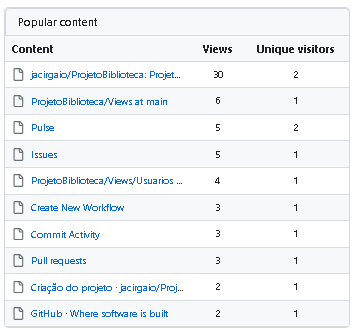 Popular content
Content Views Unique visitors
jacirgaio/ProjetoBiblioteca: Projet... 30 2
ProjetoBiblioteca/Views at main 6 1
Pulse 5 2
Issues 5 1
ProjetoBiblioteca/Views/Usuarios ... 4 1
Create New Workflow 3 1
Commit Activity 3 1
Pull requests 3 1
Criação do projeto · jacirgaio/Proj... 2 1
GitHub · Where software is built 2 1